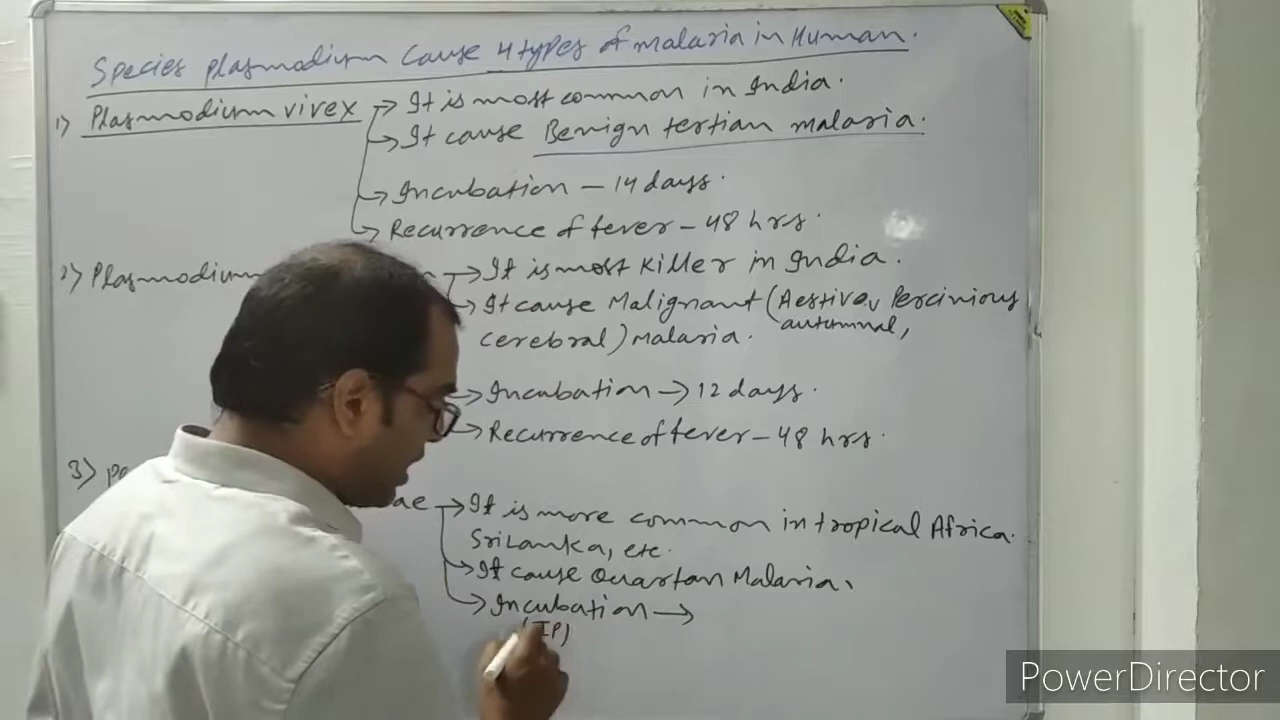 Species plasmodium cause 4 types of malaria in Human.
1) Plasmodium vivex → It is most common in India.
→ It cause Benign tertian malaria.
→ Incubation – 14 days.
→ Recurrence of fever – 48 hrs.
2) Plasmodium → It is most killer in India.
→ It cause Malignant (Aestivo, Percinious
autumnal,
cerebral) malaria.
→ Incubation → 12 days.
→ Recurrence of fever – 48 hrs.
3) ae → It is more common in tropical Africa.
SriLanka, etc.
→ It cause Quartan Malaria.
→ Incubation →
(IP)
PowerDirector